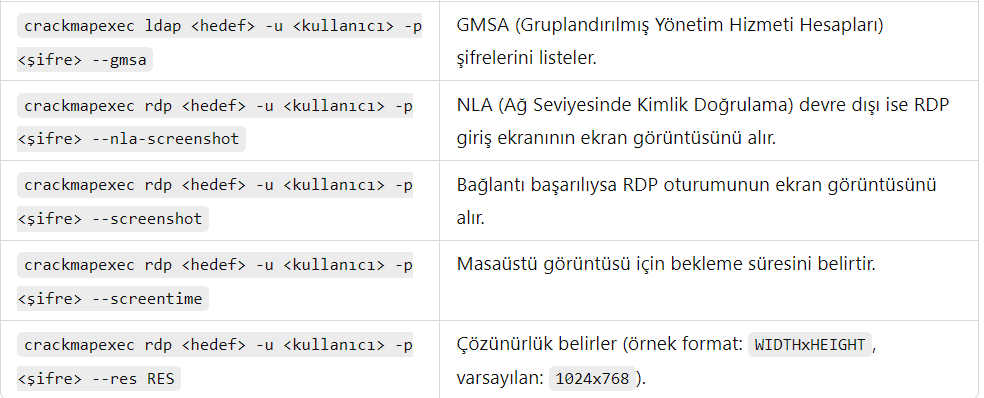 crackmapexec ldap <hedef> -u <kullanıcı> -p
<şifre> --gmsa
GMSA (Gruplandırılmış Yönetim Hizmeti Hesapları)
şifrelerini listeler.
crackmapexec rdp <hedef> -u <kullanıcı> -p
<şifre> --nla-screenshot
NLA (Ağ Seviyesinde Kimlik Doğrulama) devre dışı ise RDP
giriş ekranının ekran görüntüsünü alır.
crackmapexec rdp <hedef> -u <kullanıcı> -p
<şifre> --screenshot
Bağlantı başarılıysa RDP oturumunun ekran görüntüsünü
alır.
crackmapexec rdp <hedef> -u <kullanıcı> -p
<şifre> --screentime
Masaüstü görüntüsü için bekleme süresini belirtir.
crackmapexec rdp <hedef> -u <kullanıcı> -p
<şifre> --res RES
Çözünürlük belirler (örnek format: WIDTHxHEIGHT,
varsayılan: 1024x768).